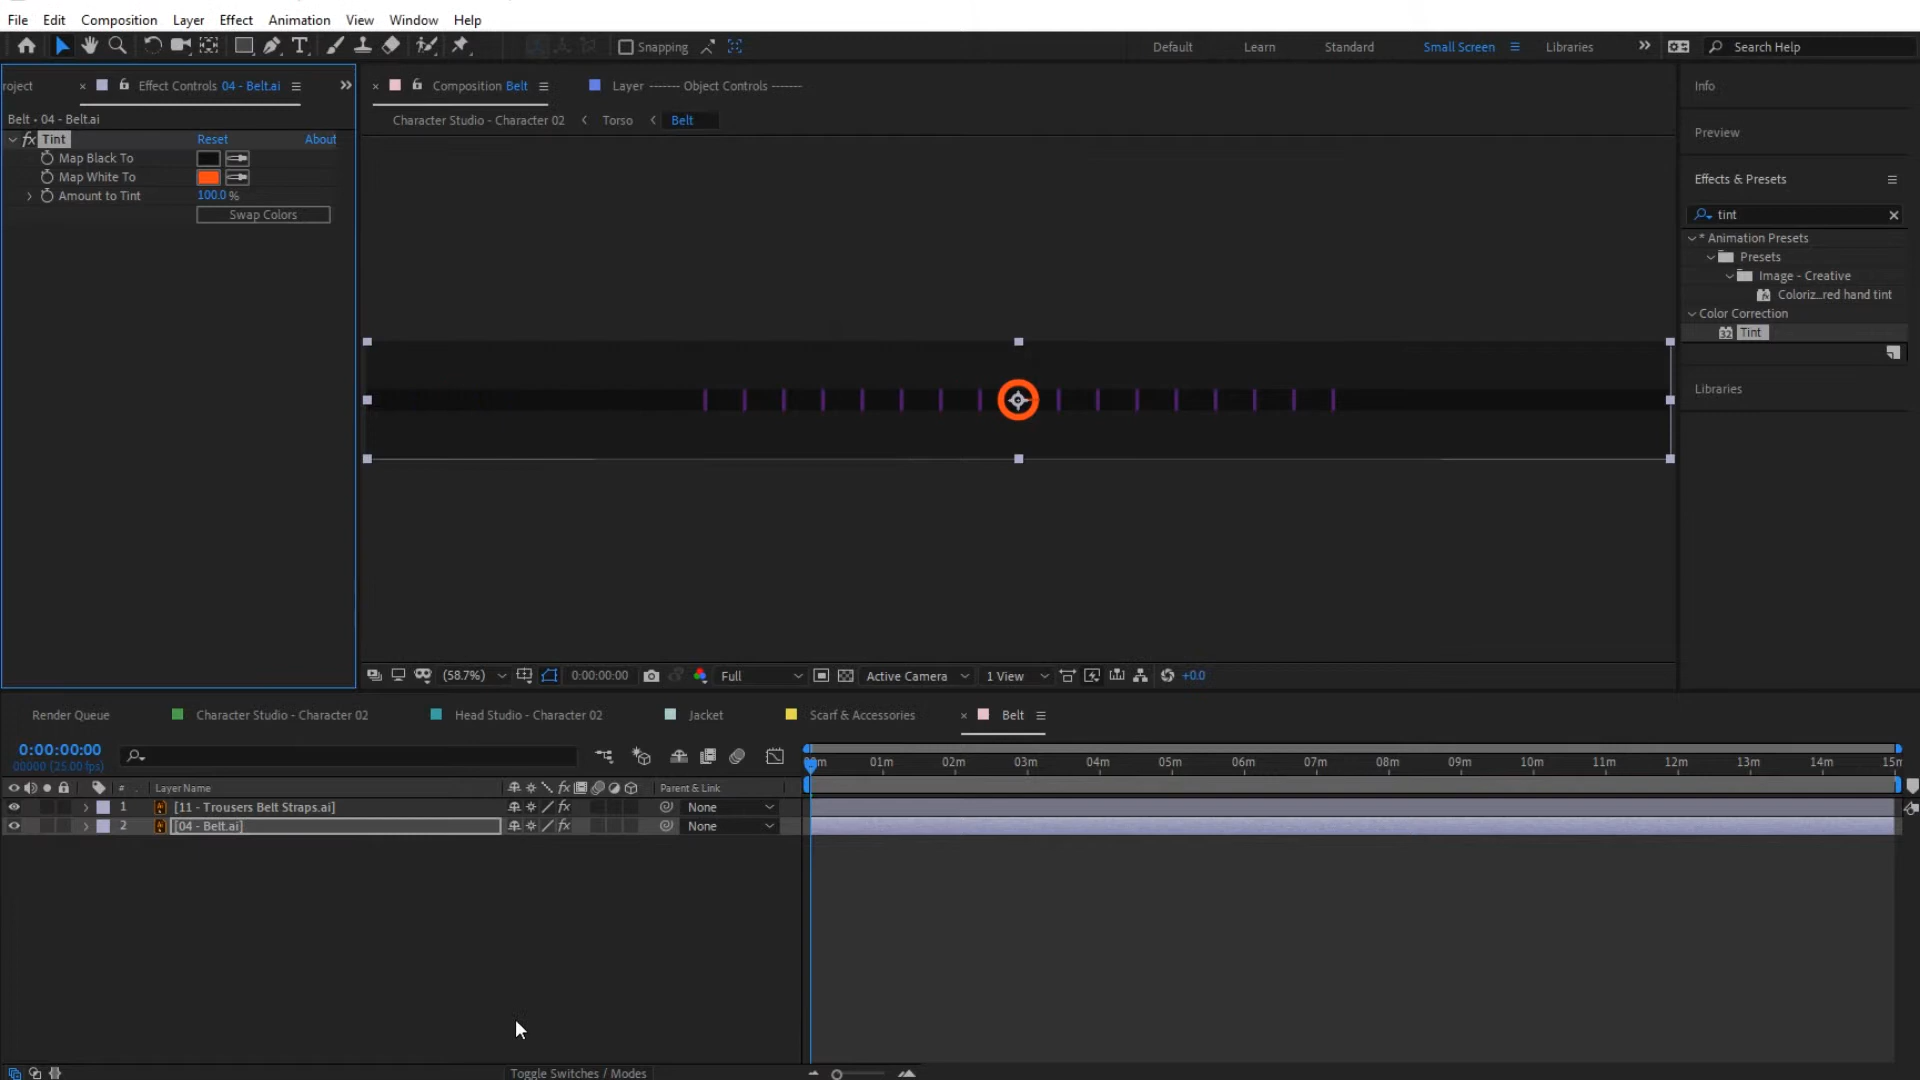 File Edit Composition Layer Effect Animation View Window Help
Snapping
Default Learn Standard Small Screen Libraries
Search Help
roject
Effect Controls 04 - Belt.ai
Composition Belt
Layer ------- Object Controls -------
Info
Belt • 04 - Belt.ai
Character Studio - Character 02 Torso Belt
fx Tint Reset About
Preview
Map Black To
Map White To
Amount to Tint 100.0 %
Swap Colors
Effects & Presets
tint
* Animation Presets
Presets
Image - Creative
Coloriz...red hand tint
Color Correction
32 Tint
Libraries
(58.7%) 0:00:00:00 Full Active Camera 1 View +0.0
Render Queue Character Studio - Character 02 Head Studio - Character 02 Jacket Scarf & Accessories Belt
0:00:00:00
00000 (25.00 fps)
01m 02m 03m 04m 05m 06m 07m 08m 09m 10m 11m 12m 13m 14m
# Layer Name fx Parent & Link
1 [11 - Trousers Belt Straps.ai] fx None
2 [04 - Belt.ai] fx None
Toggle Switches / Modes